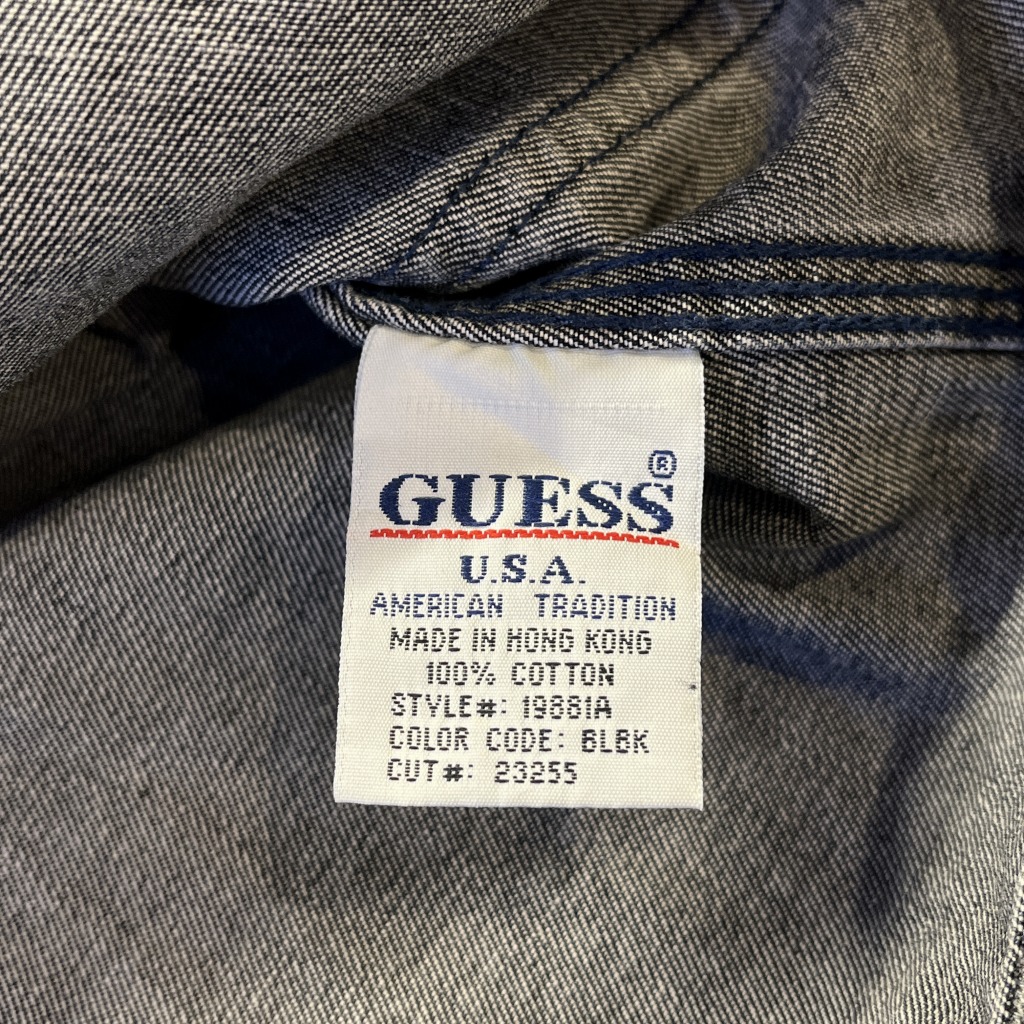 GUESS®
U.S.A.
AMERICAN TRADITION
MADE IN HONG KONG
100% COTTON
STYLE#: 19881A
COLOR CODE: BLBK
CUT#: 23255